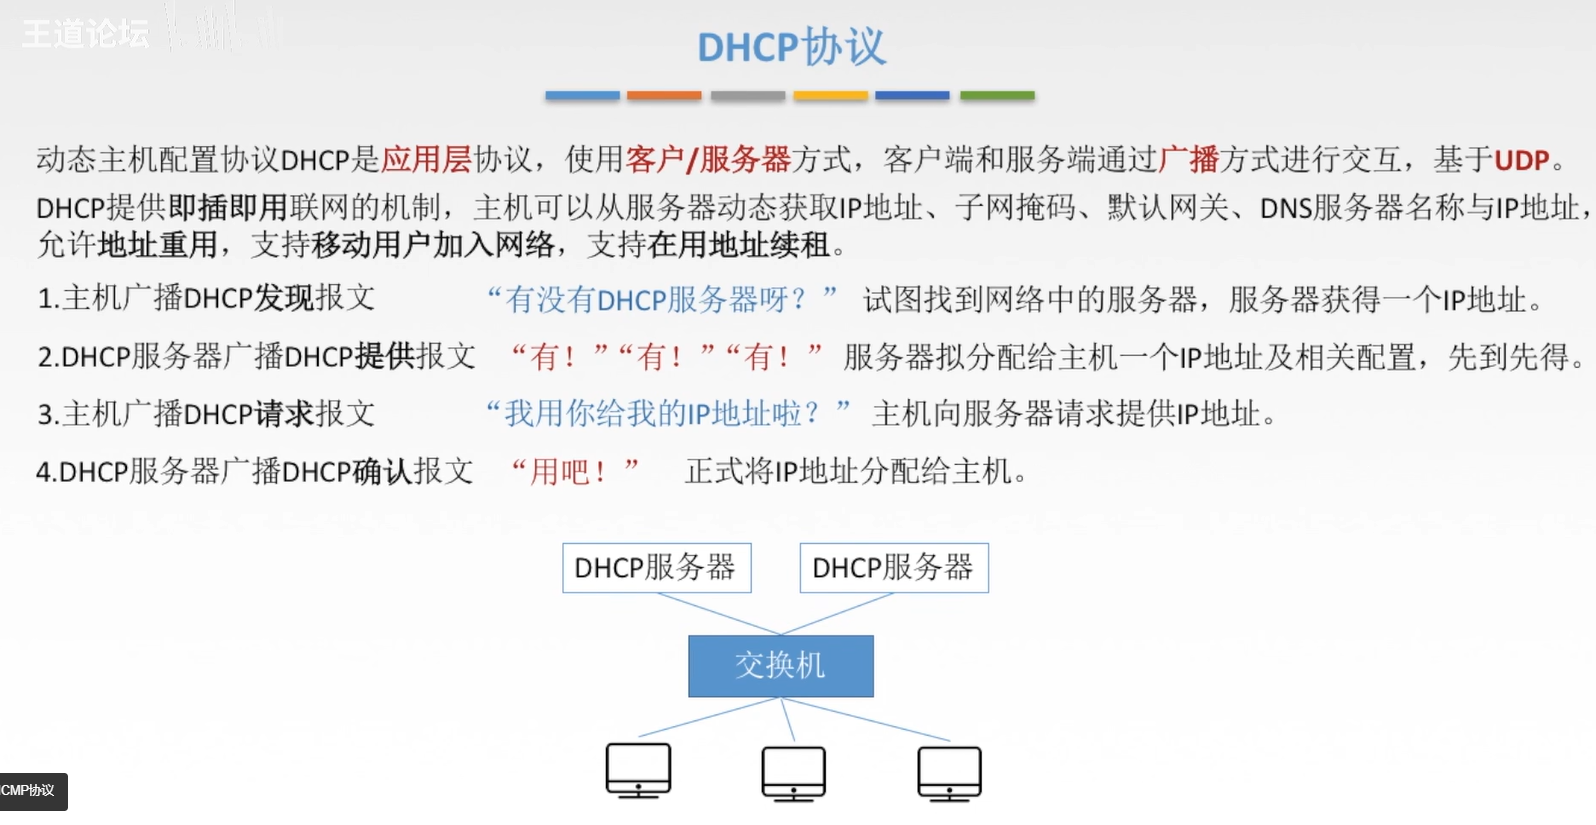 王道论坛
DHCP协议
动态主机配置协议DHCP是应用层协议，使用客户/服务器方式，客户端和服务端通过广播方式进行交互，基于UDP。
DHCP提供即插即用联网的机制，主机可以从服务器动态获取IP地址、子网掩码、默认网关、DNS服务器名称与IP地址，
允许地址重用，支持移动用户加入网络，支持在用地址续租。
1.主机广播DHCP发现报文 “有没有DHCP服务器呀？” 试图找到网络中的服务器，服务器获得一个IP地址。
2.DHCP服务器广播DHCP提供报文 “有！”“有！”“有！” 服务器拟分配给主机一个IP地址及相关配置，先到先得。
3.主机广播DHCP请求报文 “我用你给我的IP地址啦？” 主机向服务器请求提供IP地址。
4.DHCP服务器广播DHCP确认报文 “用吧！” 正式将IP地址分配给主机。
DHCP服务器 DHCP服务器
交换机
ICMP协议